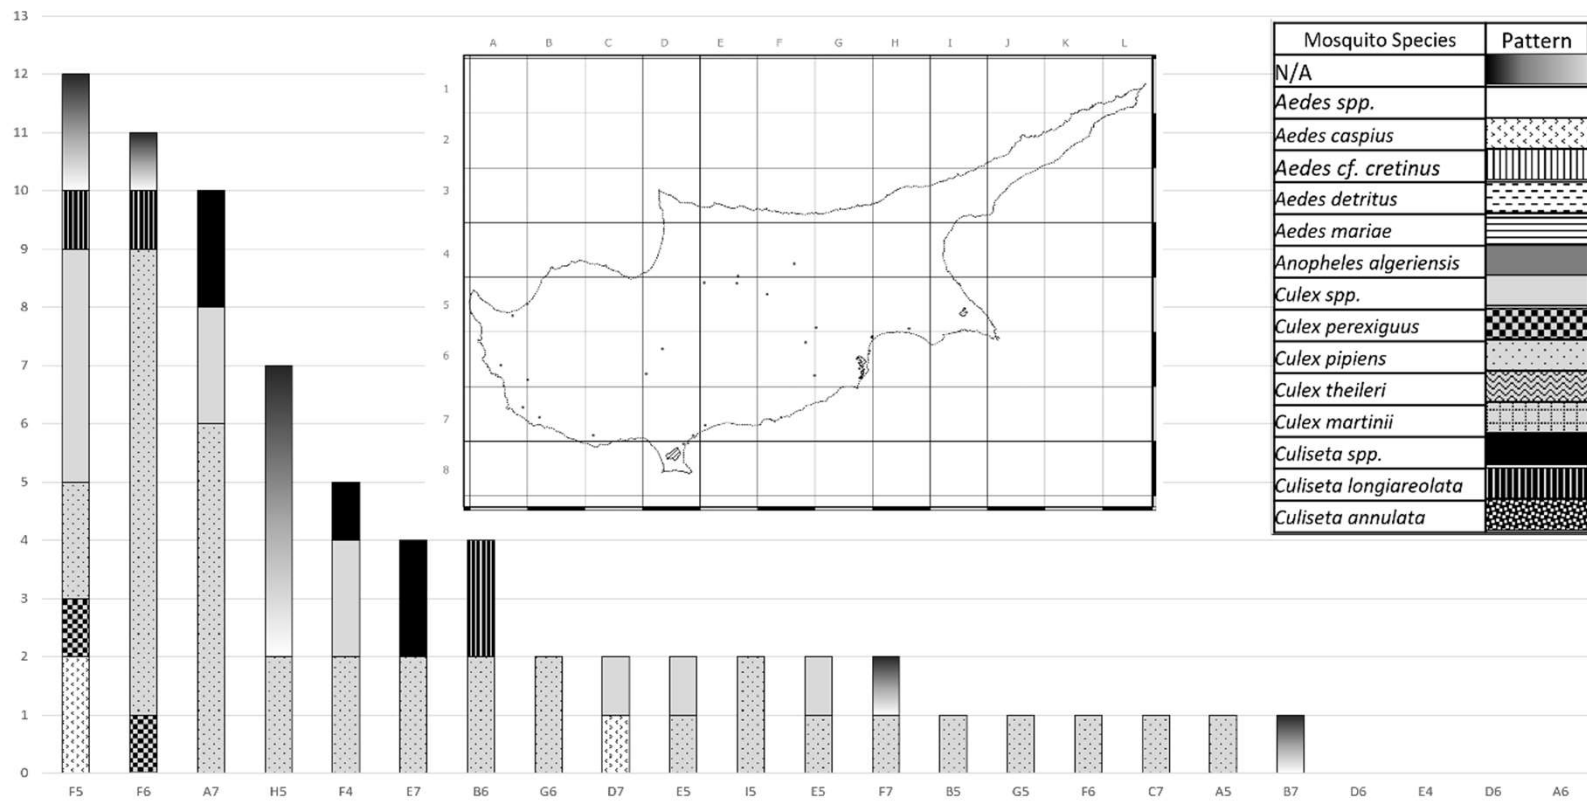 13
12
11
10
9
8
7
6
5
4
3
2
1
0
F5 F6 A7 H5 F4 E7 B6 G6 D7 E5 I5 E5 F7 B5 G5 F6 C7 A5 B7 D6 E4 D6 A6
A B C D E F G H I J K L
1
2
3
4
5
6
7
8
Mosquito Species Pattern
N/A
Aedes spp.
Aedes caspius
Aedes cf. cretinus
Aedes detritus
Aedes mariae
Anopheles algeriensis
Culex spp.
Culex perexiguus
Culex pipiens
Culex theileri
Culex martinii
Culiseta spp.
Culiseta longiareolata
Culiseta annulata